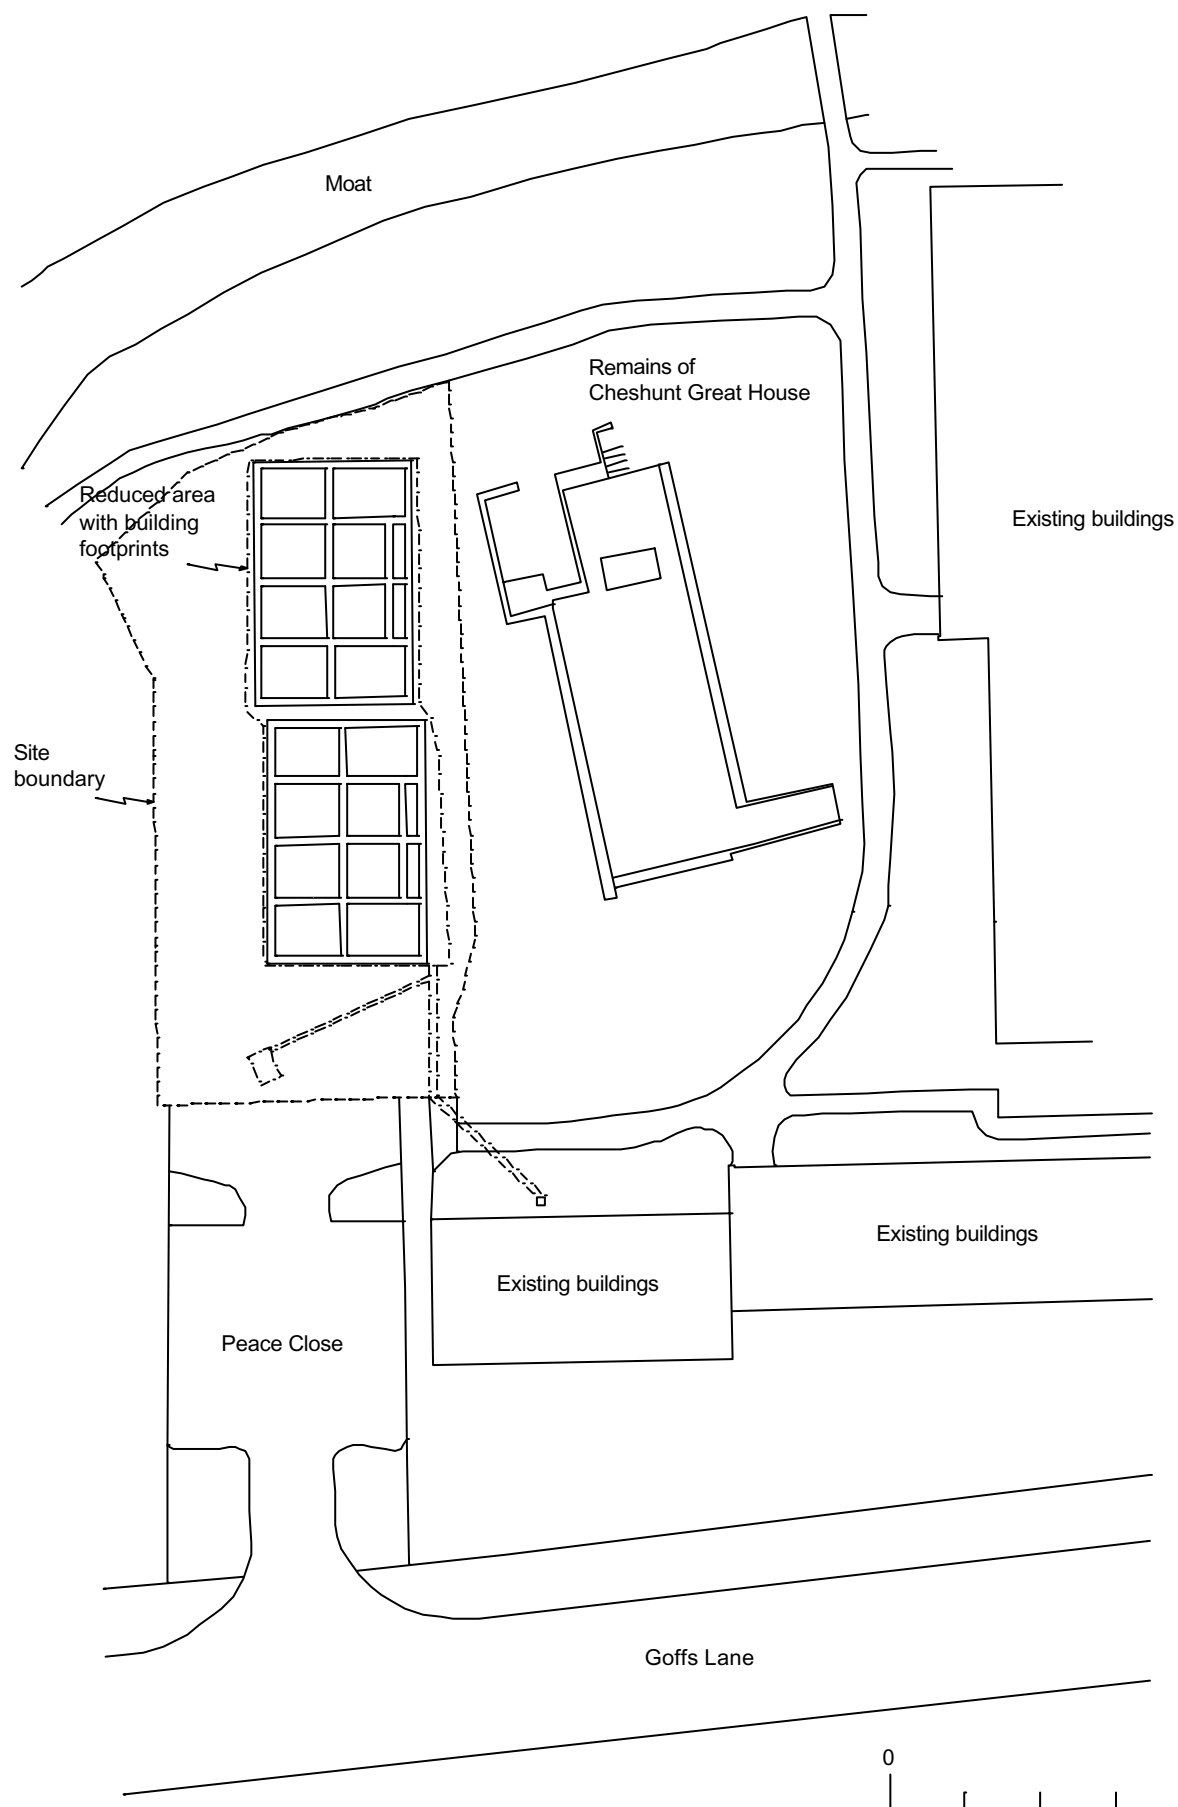 Moat
Remains of
Cheshunt Great House
Reduced area
with building
footprints
Existing buildings
Site
boundary
Existing buildings
Existing buildings
Peace Close
Goffs Lane
0